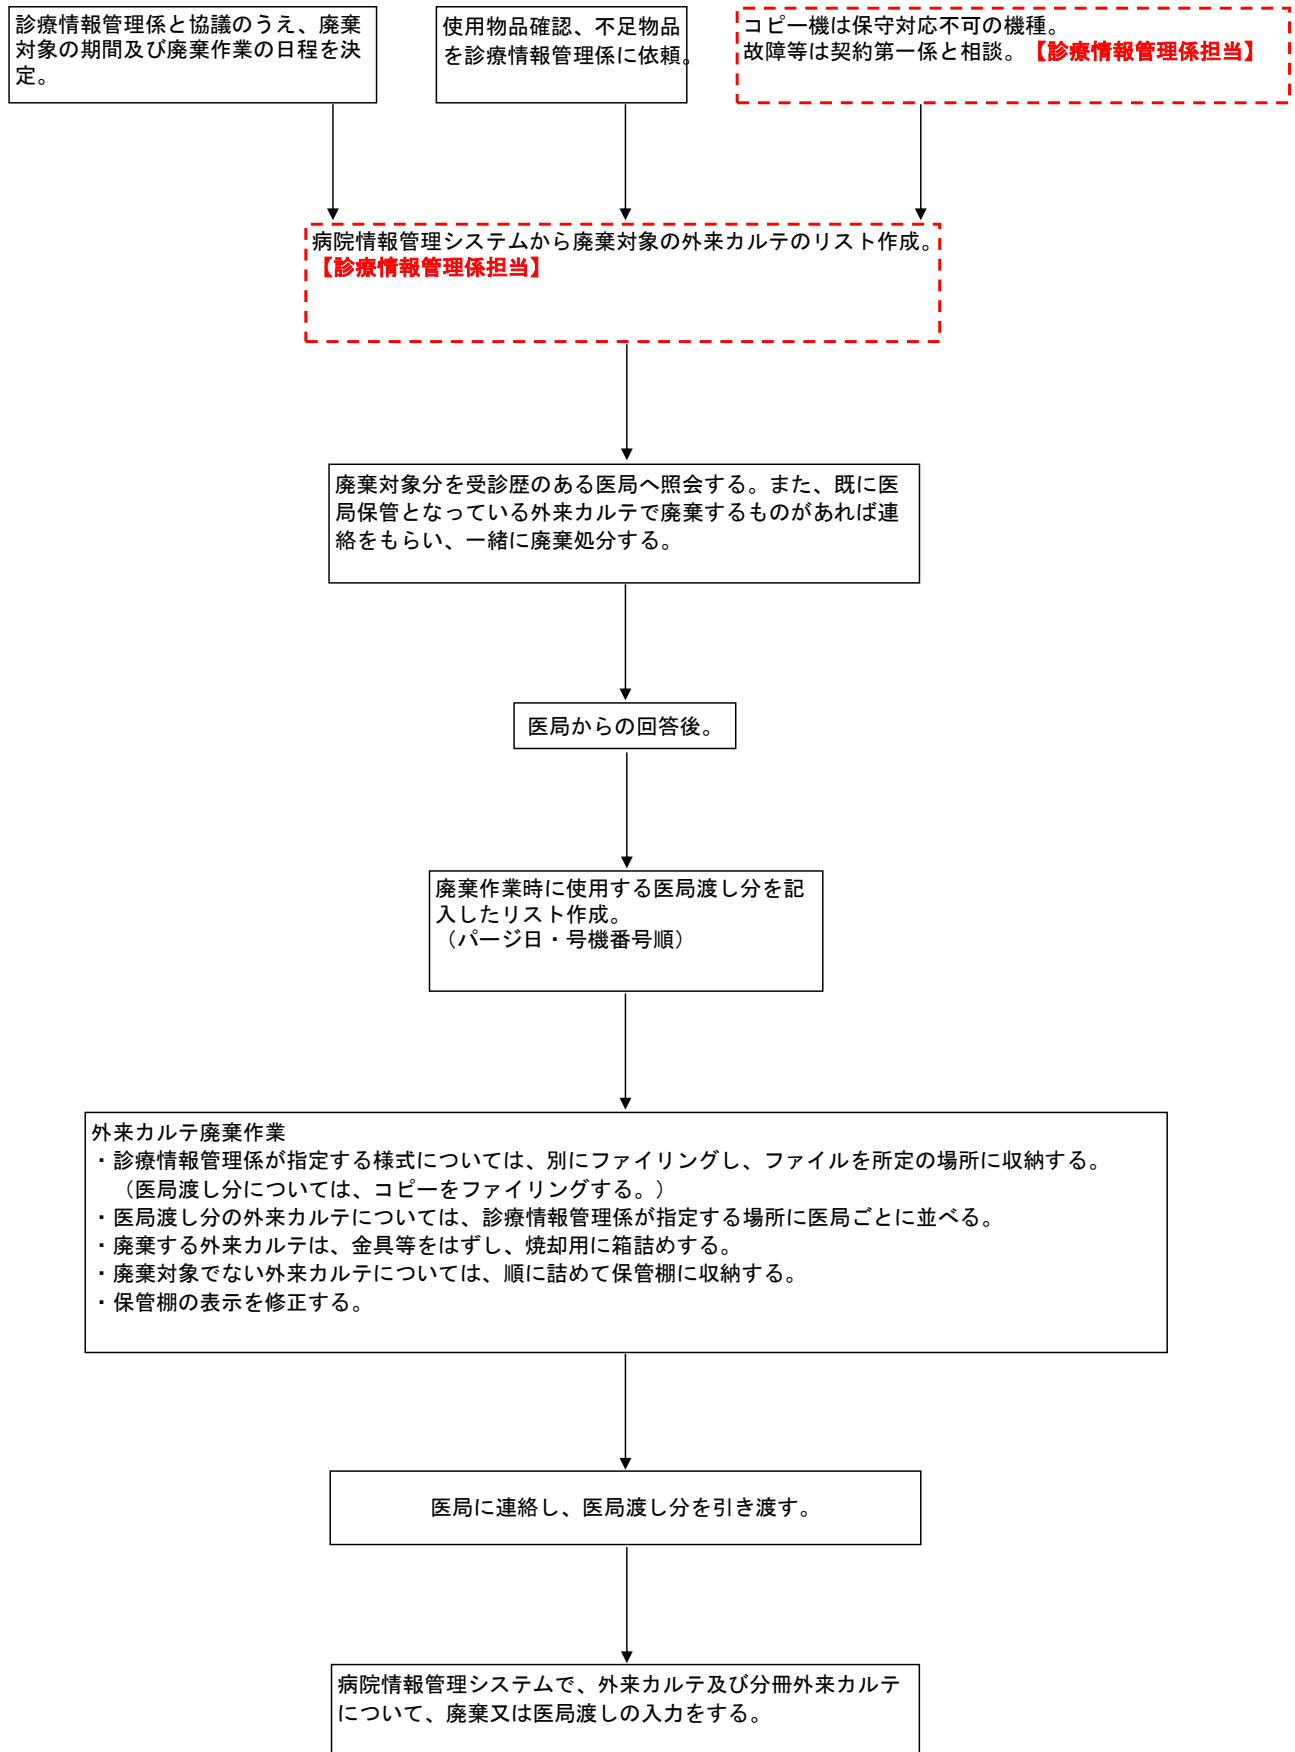 診療情報管理係と協議のうえ、廃棄
対象の期間及び廃棄作業の日程を決
定。
使用物品確認、不足物品
を診療情報管理係に依頼。
コピー機は保守対応不可の機種。
故障等は契約第一係と相談。【診療情報管理係担当】
病院情報管理システムから廃棄対象の外来カルテのリスト作成。
【診療情報管理係担当】
廃棄対象分を受診歴のある医局へ照会する。また、既に医
局保管となっている外来カルテで廃棄するものがあれば連
絡をもらい、一緒に廃棄処分する。
医局からの回答後。
廃棄作業時に使用する医局渡し分を記
入したリスト作成。
（パージ日・号機番号順）
外来カルテ廃棄作業
・診療情報管理係が指定する様式については、別にファイリングし、ファイルを所定の場所に収納する。
（医局渡し分については、コピーをファイリングする。）
・医局渡し分の外来カルテについては、診療情報管理係が指定する場所に医局ごとに並べる。
・廃棄する外来カルテは、金具等をはずし、焼却用に箱詰めする。
・廃棄対象でない外来カルテについては、順に詰めて保管棚に収納する。
・保管棚の表示を修正する。
医局に連絡し、医局渡し分を引き渡す。
病院情報管理システムで、外来カルテ及び分冊外来カルテ
について、廃棄又は医局渡しの入力をする。